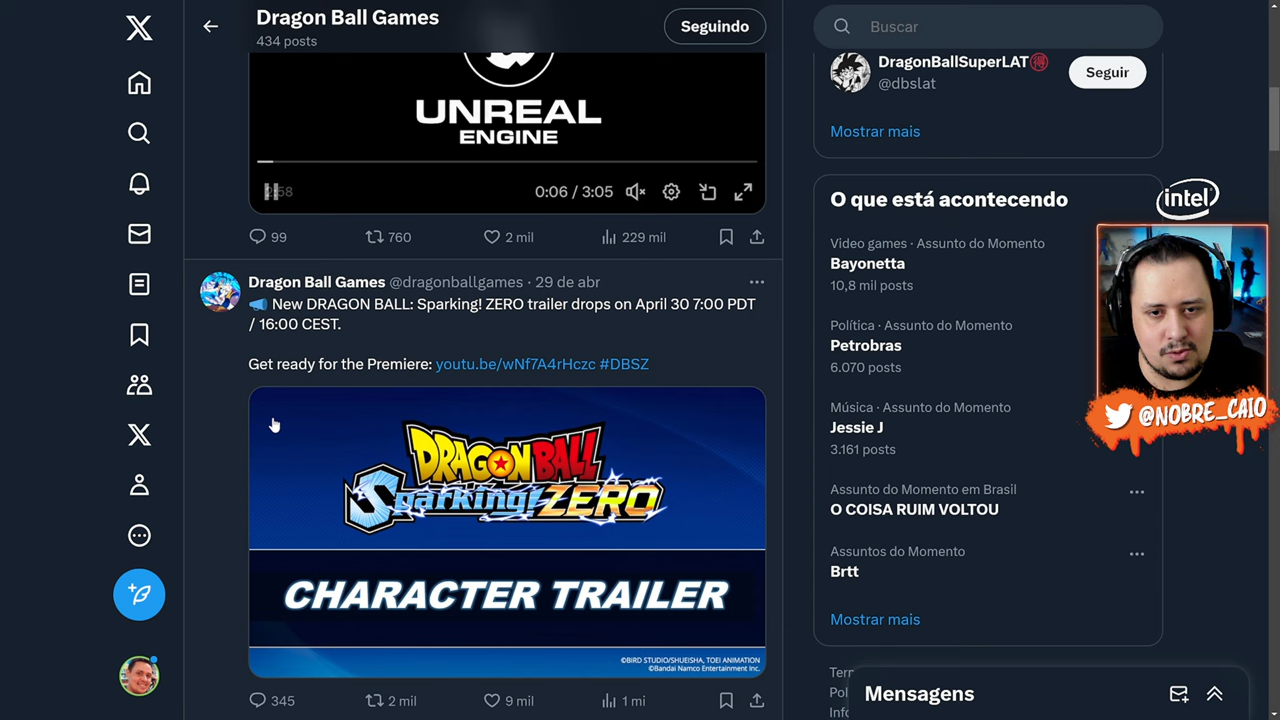 Dragon Ball Games
434 posts
Seguindo
UNREAL
ENGINE
0:06 / 3:05
99
760
2 mil
229 mil
Dragon Ball Games @dragonballgames · 29 de abr
New DRAGON BALL: Sparking! ZERO trailer drops on April 30 7:00 PDT
/ 16:00 CEST.
Get ready for the Premiere: youtu.be/wNf7A4rHczc #DBSZ
DRAGON BALL
Sparking! ZERO
CHARACTER TRAILER
©BIRD STUDIO/SHUEISHA, TOEI ANIMATION
©Bandai Namco Entertainment Inc.
345
2 mil
9 mil
1 mi
Buscar
DragonBallSuperLAT
@dbslat
Seguir
Mostrar mais
O que está acontecendo
Video games · Assunto do Momento
Bayonetta
10,8 mil posts
Política · Assunto do Momento
Petrobras
6.070 posts
Música · Assunto do Momento
Jessie J
3.161 posts
Assunto do Momento em Brasil
O COISA RUIM VOLTOU
Assuntos do Momento
Brtt
Mostrar mais
Term
Pol
Info
Mensagens
intel
@NOBRE_CAIO